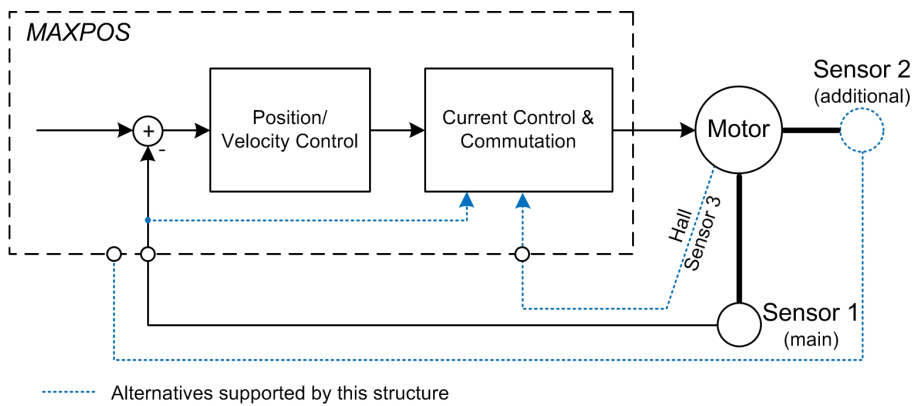 MAXPOS
Sensor 2
(additional)
Position/
Velocity Control
Current Control &
Commutation
Motor
+
-
Hall
Sensor 3
Sensor 1
(main)
Alternatives supported by this structure